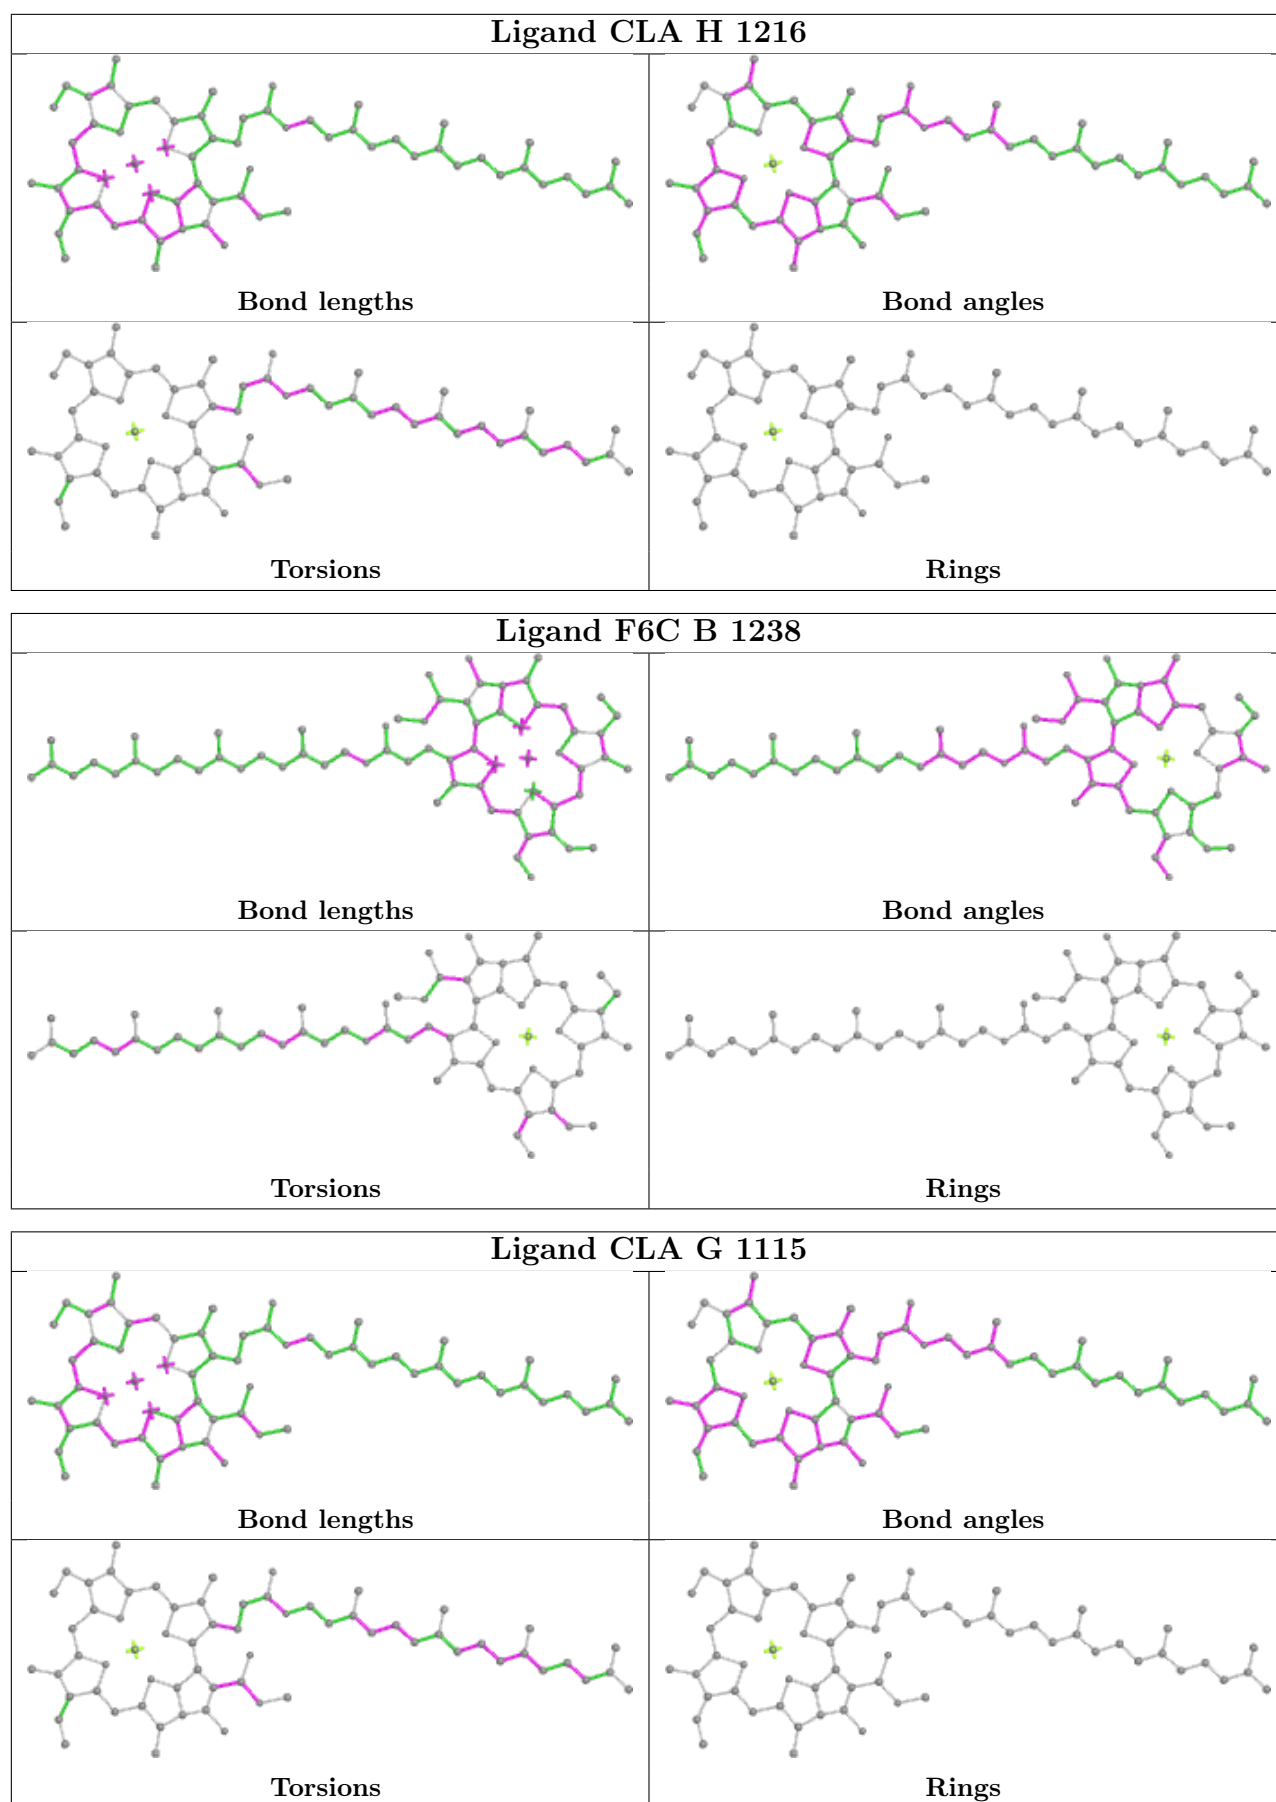 Ligand CLA H 1216
Bond lengths
Bond angles
Torsions
Rings
Ligand F6C B 1238
Bond lengths
Bond angles
Torsions
Rings
Ligand CLA G 1115
Bond lengths
Bond angles
Torsions
Rings